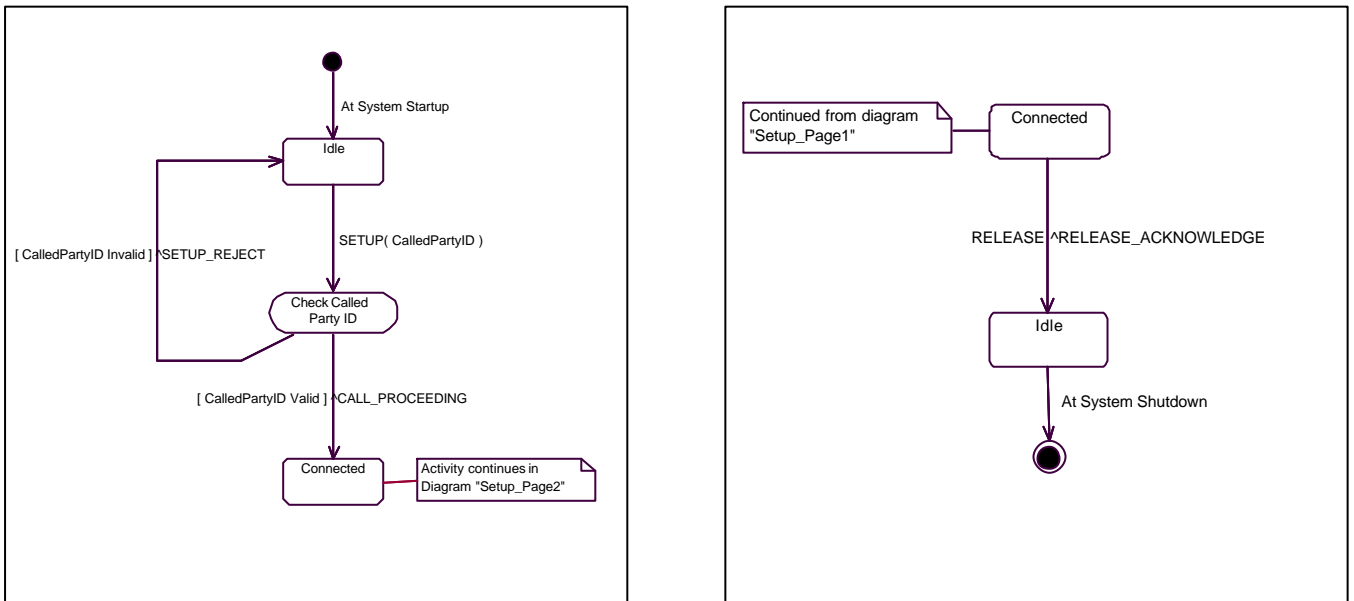 At System Startup
Idle
SETUP( CalledPartyID )
[ CalledPartyID Invalid ] ^SETUP_REJECT
Check Called
Party ID
[ CalledPartyID Valid ] ^CALL_PROCEEDING
Connected
Activity continues in
Diagram "Setup_Page2"
Continued from diagram
"Setup_Page1"
Connected
RELEASE ^RELEASE_ACKNOWLEDGE
Idle
At System Shutdown